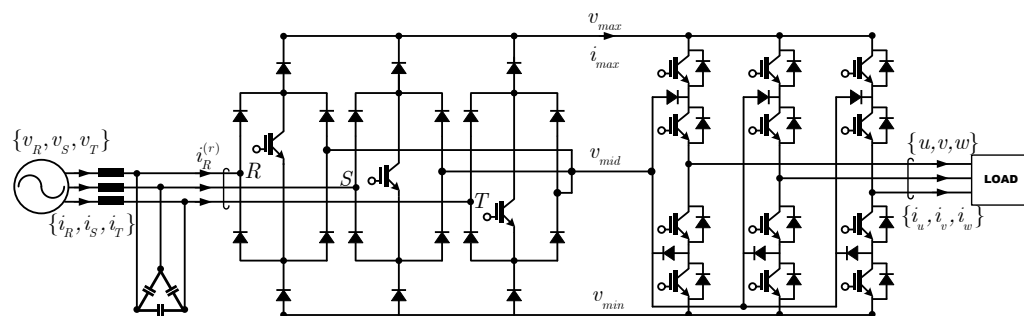 v_max
i_max
{v_R, v_S, v_T}
i_R^(r)
R
S
T
v_mid
{u, v, w}
LOAD
{i_R, i_S, i_T}
{i_u, i_v, i_w}
v_min